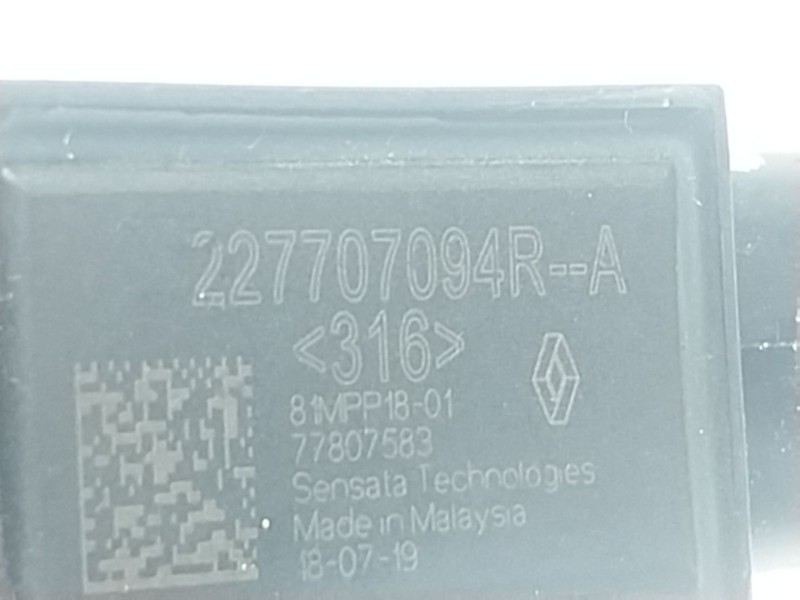 227707094R--A
<316>
81MPP18-01
77807583
Sensata Technologies
Made in Malaysia
18-07-19